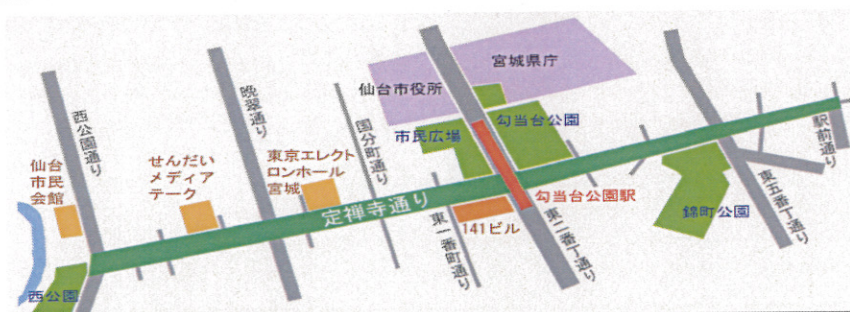 宮城県庁
仙台市役所
西公園通り
晩翠通り
国分町通り
市民広場
勾当台公園
駅前通り
仙台
市民
会館
せんだい
メディア
テーク
東京エレクト
ロンホール
宮城
定禅寺通り
勾当台公園駅
東五番丁通り
錦町公園
141ビル
東一番町通り
東二番丁通り
西公園